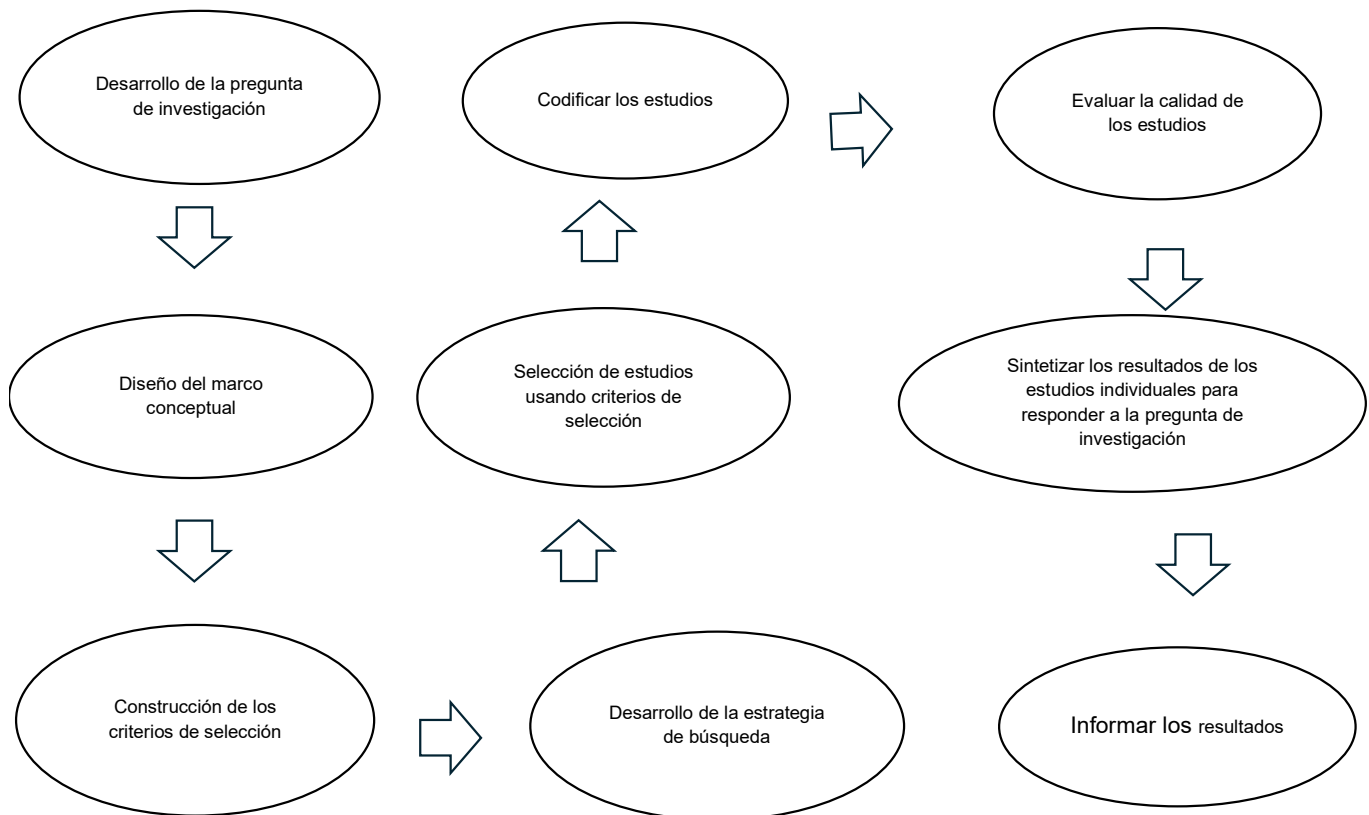 Desarrollo de la pregunta
de investigación
Diseño del marco
conceptual
Construcción de los
criterios de selección
Desarrollo de la estrategia
de búsqueda
Selección de estudios
usando criterios de
selección
Codificar los estudios
Evaluar la calidad de
los estudios
Sintetizar los resultados de los
estudios individuales para
responder a la pregunta de
investigación
Informar los resultados